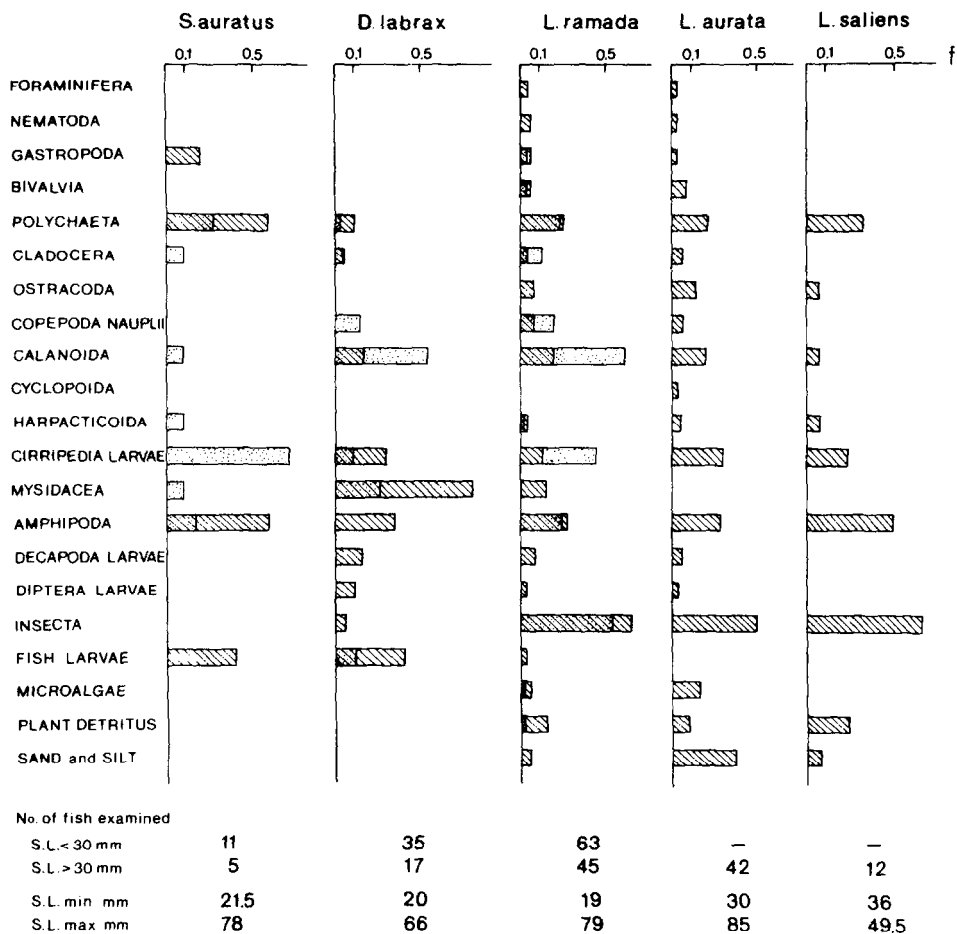 S.auratus D.labrax L.ramada L.aurata L.saliens
0.1 0.5 0.1 0.5 0.1 0.5 0.1 0.5 0.1 0.5 f
FORAMINIFERA
NEMATODA
GASTROPODA
BIVALVIA
POLYCHAETA
CLADOCERA
OSTRACODA
COPEPODA NAUPLII
CALANOIDA
CYCLOPOIDA
HARPACTICOIDA
CIRRIPEDIA LARVAE
MYSIDACEA
AMPHIPODA
DECAPODA LARVAE
DIPTERA LARVAE
INSECTA
FISH LARVAE
MICROALGAE
PLANT DETRITUS
SAND and SILT
No. of fish examined
S.L.<30 mm 11 35 63 – –
S.L.>30 mm 5 17 45 42 12
S.L. min mm 21.5 20 19 30 36
S.L. max mm 78 66 79 85 49.5